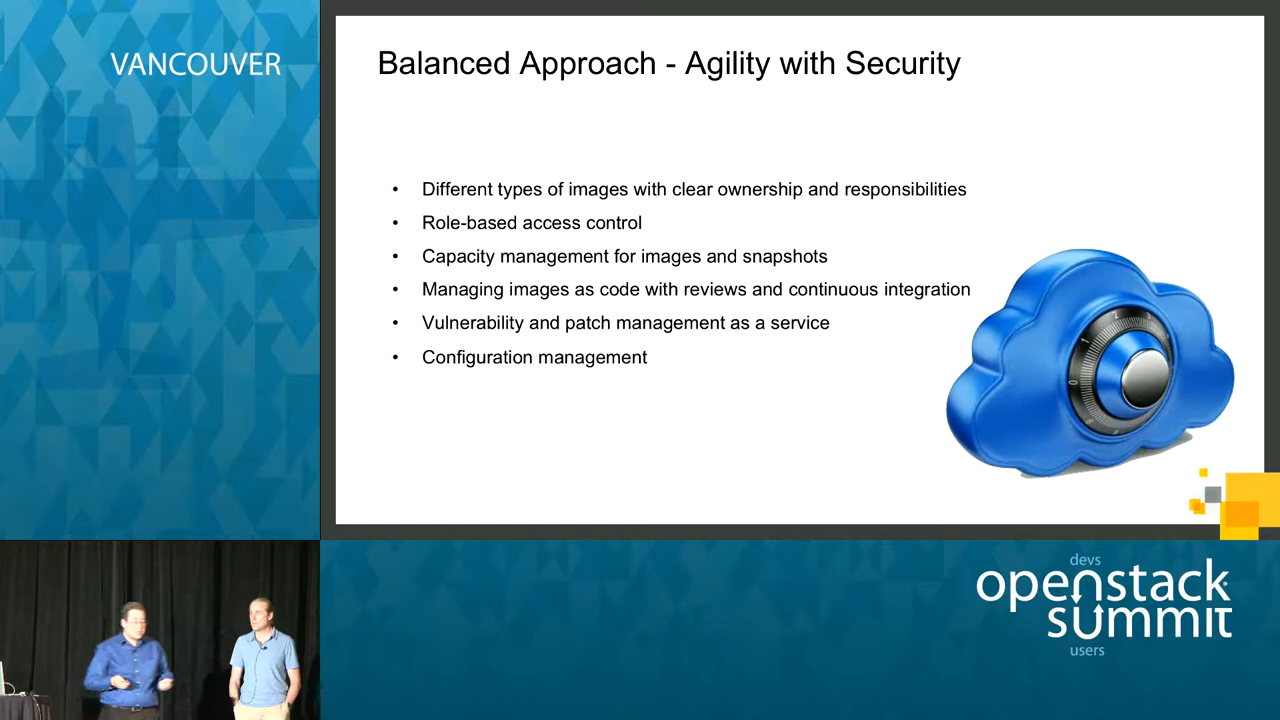 VANCOUVER
Balanced Approach - Agility with Security
• Different types of images with clear ownership and responsibilities
• Role-based access control
• Capacity management for images and snapshots
• Managing images as code with reviews and continuous integration
• Vulnerability and patch management as a service
• Configuration management
devs
openstack
summit
users